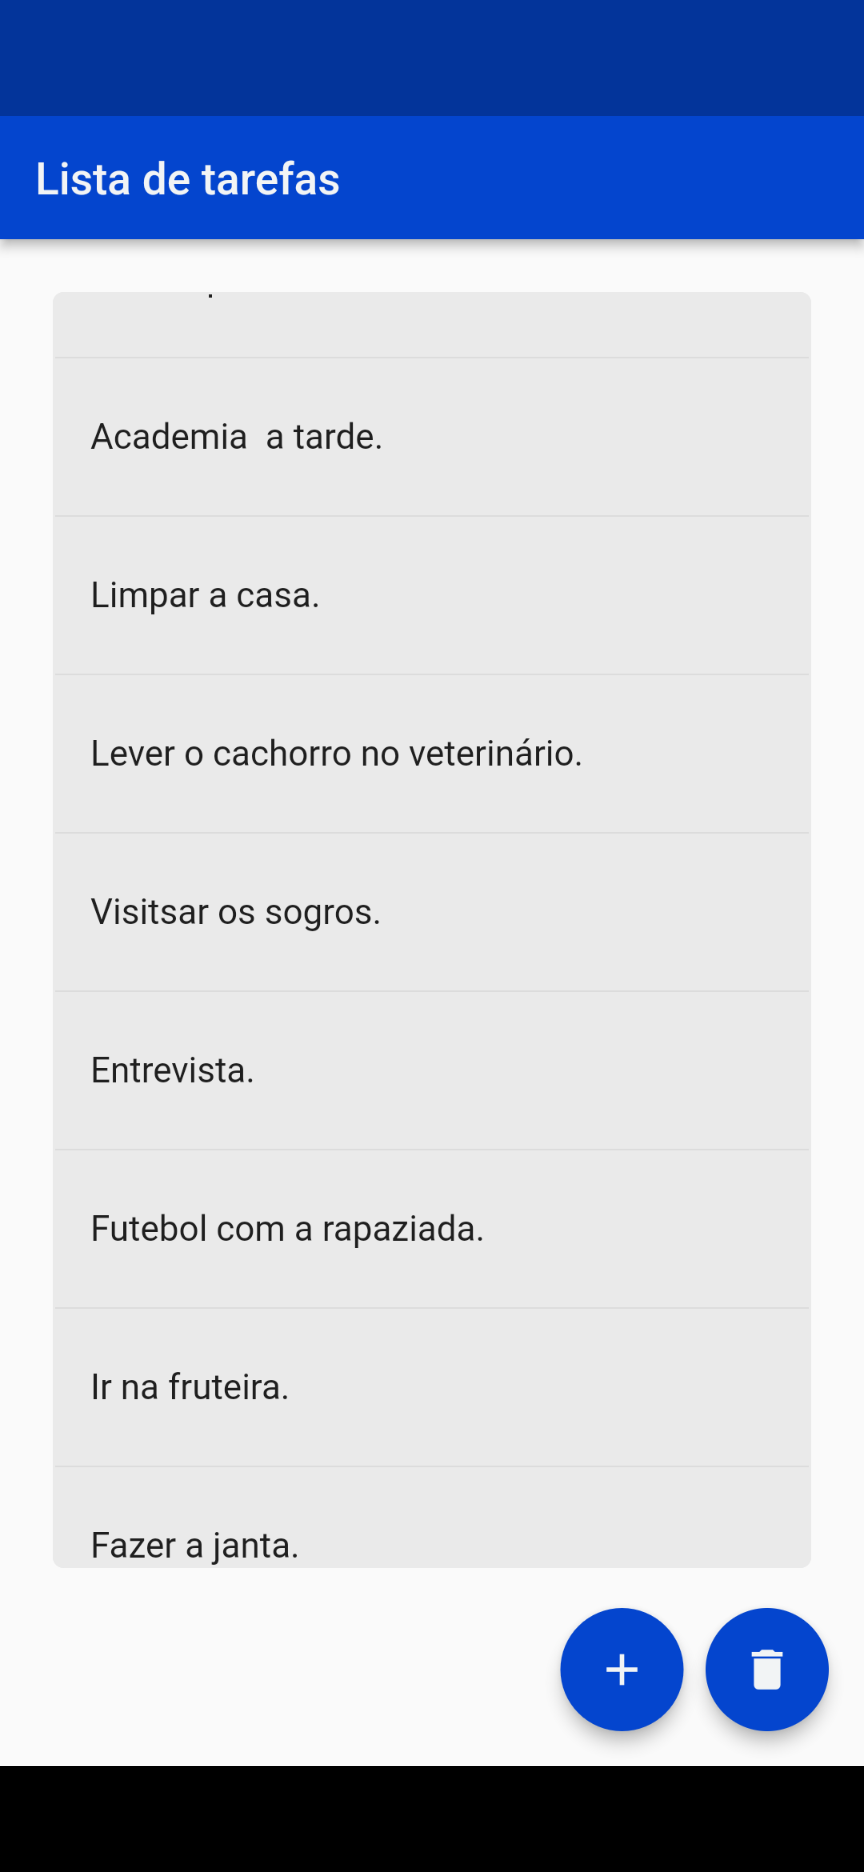 Lista de tarefas
Academia  a tarde.
Limpar a casa.
Lever o cachorro no veterinário.
Visitsar os sogros.
Entrevista.
Futebol com a rapaziada.
Ir na fruteira.
Fazer a janta.